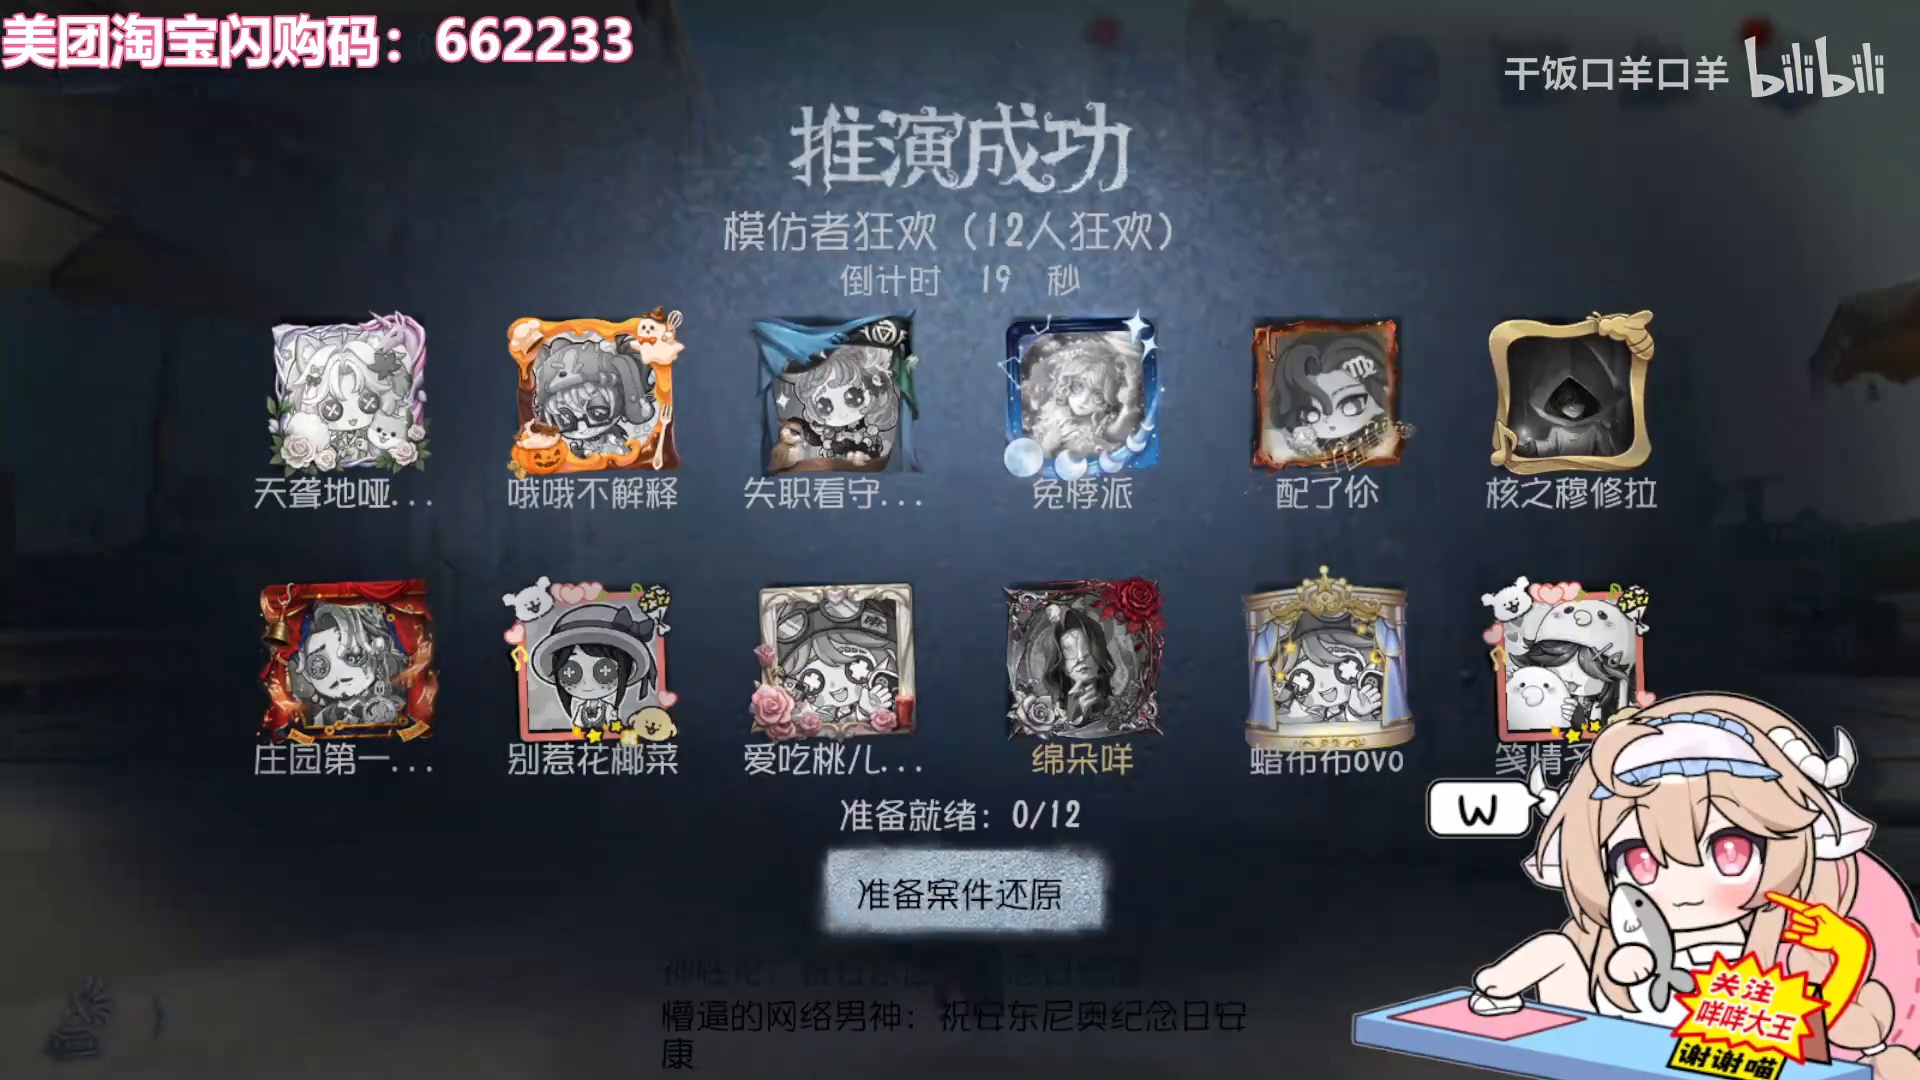 美团淘宝闪购码：662233
干饭口羊口羊 bilibili
推演成功
模仿者狂欢（12人狂欢）
倒计时 19 秒
天聋地哑...
哦哦不解释
失职看守...
兔悖派
配了你
核之穆修拉
庄园第一...
别惹花椰菜
爱吃桃儿...
绵朵咩
蜡布布ovo
笺情
准备就绪：0/12
W
准备案件还原
懵逼的网络男神：祝安东尼奥纪念日安
康
关注
咩咩大王
谢谢喵